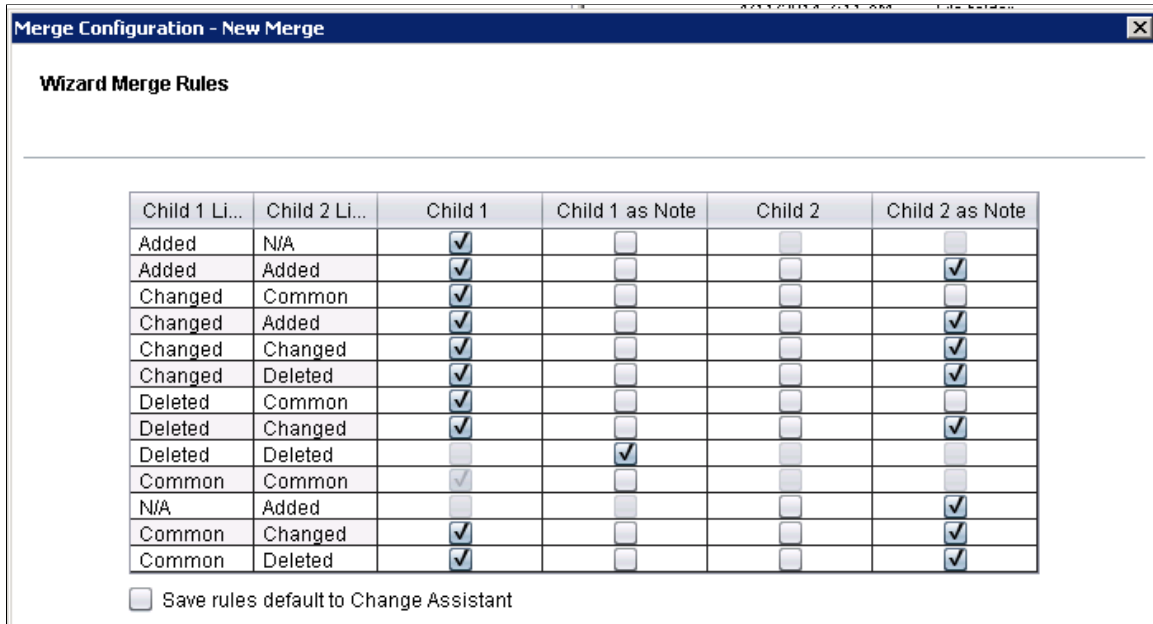 Merge Configuration - New Merge
Wizard Merge Rules
Child 1 Li... Child 2 Li... Child 1 Child 1 as Note Child 2 Child 2 as Note
Added N/A
Added Added
Changed Common
Changed Added
Changed Changed
Changed Deleted
Deleted Common
Deleted Changed
Deleted Deleted
Common Common
N/A Added
Common Changed
Common Deleted
Save rules default to Change Assistant